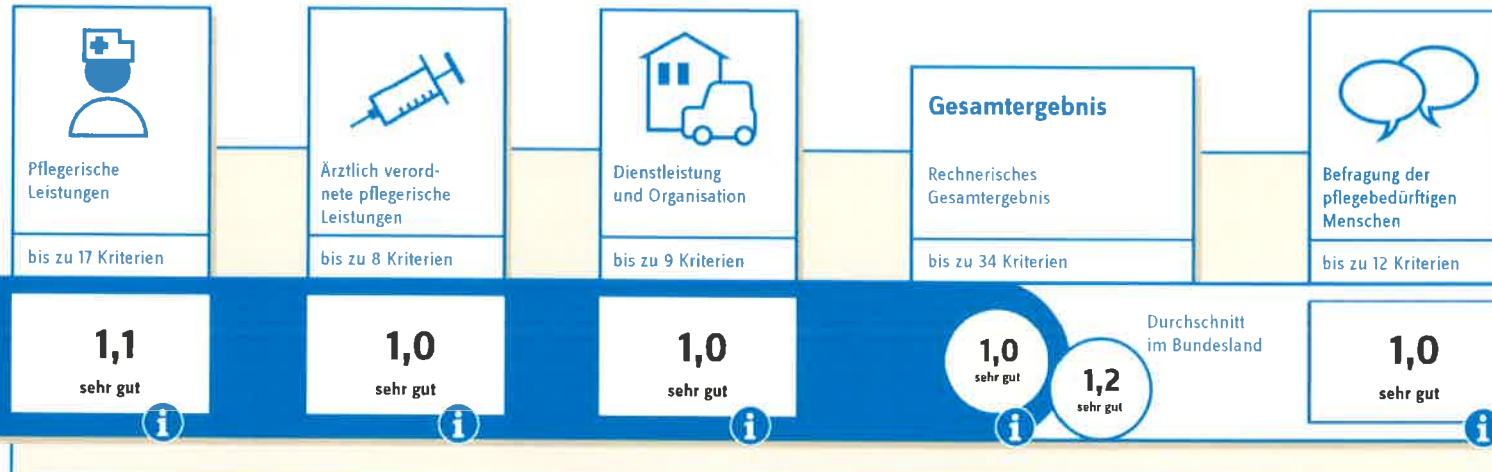 Pflegerische
Leistungen
bis zu 17 Kriterien
1,1
sehr gut
i
Ärztlich verord-
nete pflegerische
Leistungen
bis zu 8 Kriterien
1,0
sehr gut
i
Dienstleistung
und Organisation
bis zu 9 Kriterien
1,0
sehr gut
i
Gesamtergebnis
Rechnerisches
Gesamtergebnis
bis zu 34 Kriterien
1,0
sehr gut
i
1,2
sehr gut
Durchschnitt
im Bundesland
Befragung der
pflegebedürftigen
Menschen
bis zu 12 Kriterien
1,0
sehr gut
i